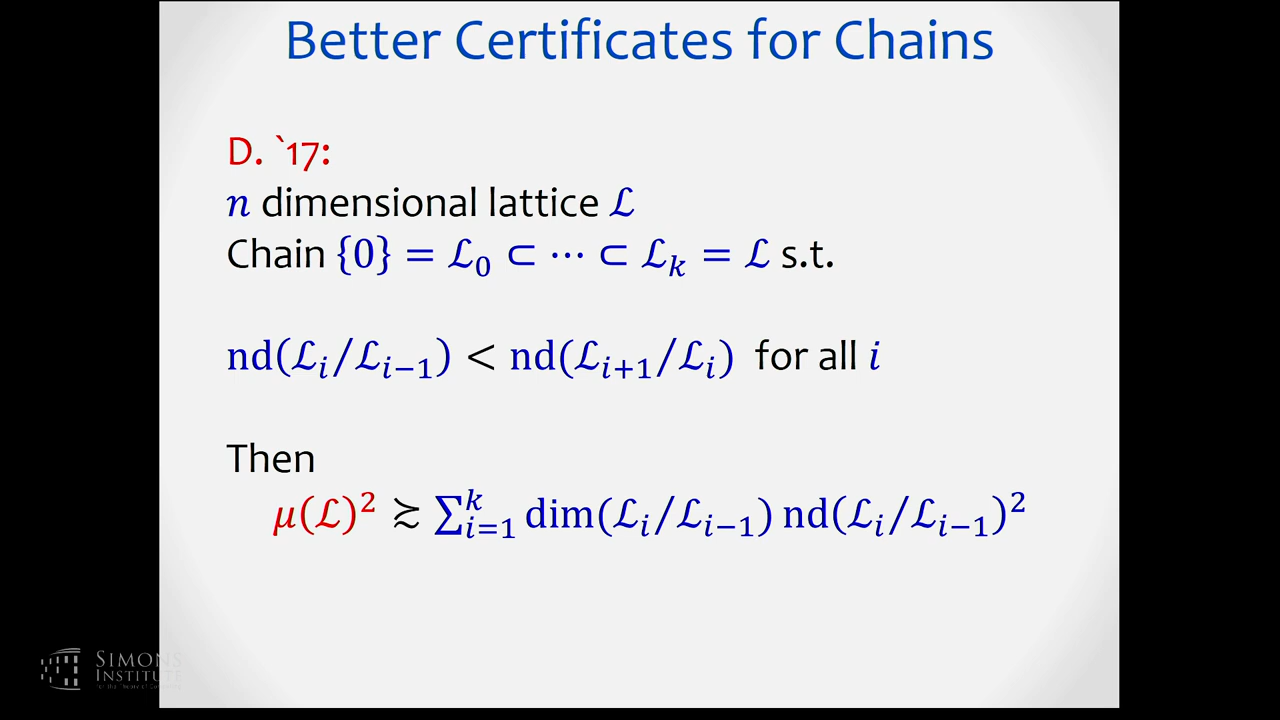 Better Certificates for Chains
D. `17:
n dimensional lattice ℒ
Chain {0} = ℒ₀ ⊂ ⋯ ⊂ ℒₖ = ℒ s.t.
nd(ℒᵢ/ℒᵢ₋₁) < nd(ℒᵢ₊₁/ℒᵢ) for all i
Then
μ(ℒ)² ≳ ∑ᵢ₌₁ᵏ dim(ℒᵢ/ℒᵢ₋₁) nd(ℒᵢ/ℒᵢ₋₁)²
SIMONS
INSTITUTE